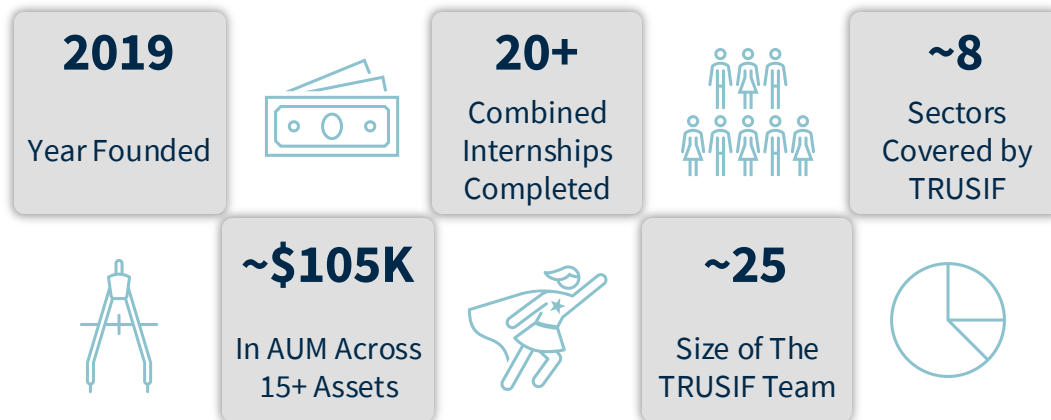 2019
Year Founded
20+
Combined
Internships
Completed
~8
Sectors
Covered by
TRUSIF
~$105K
In AUM Across
15+ Assets
~25
Size of The
TRUSIF Team